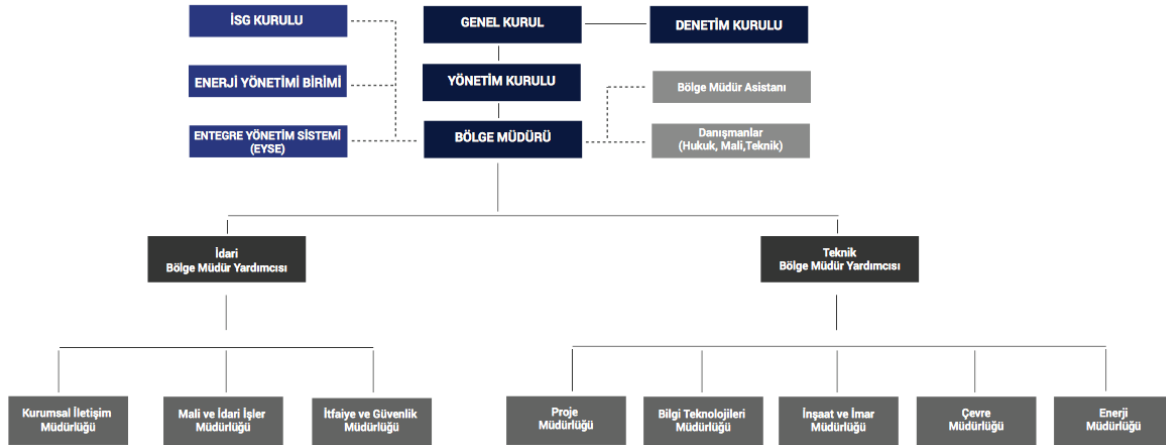 İSG KURULU
GENEL KURUL
DENETİM KURULU
ENERJİ YÖNETİMİ BİRİMİ
YÖNETİM KURULU
Bölge Müdür Asistanı
ENTEGRE YÖNETİM SİSTEMİ
(EYSE)
BÖLGE MÜDÜRÜ
Danışmanlar
(Hukuk, Mali,Teknik)
İdari
Bölge Müdür Yardımcısı
Teknik
Bölge Müdür Yardımcısı
Kurumsal İletişim
Müdürlüğü
Mali ve İdari İşler
Müdürlüğü
İtfaiye ve Güvenlik
Müdürlüğü
Proje
Müdürlüğü
Bilgi Teknolojileri
Müdürlüğü
İnşaat ve İmar
Müdürlüğü
Çevre
Müdürlüğü
Enerji
Müdürlüğü